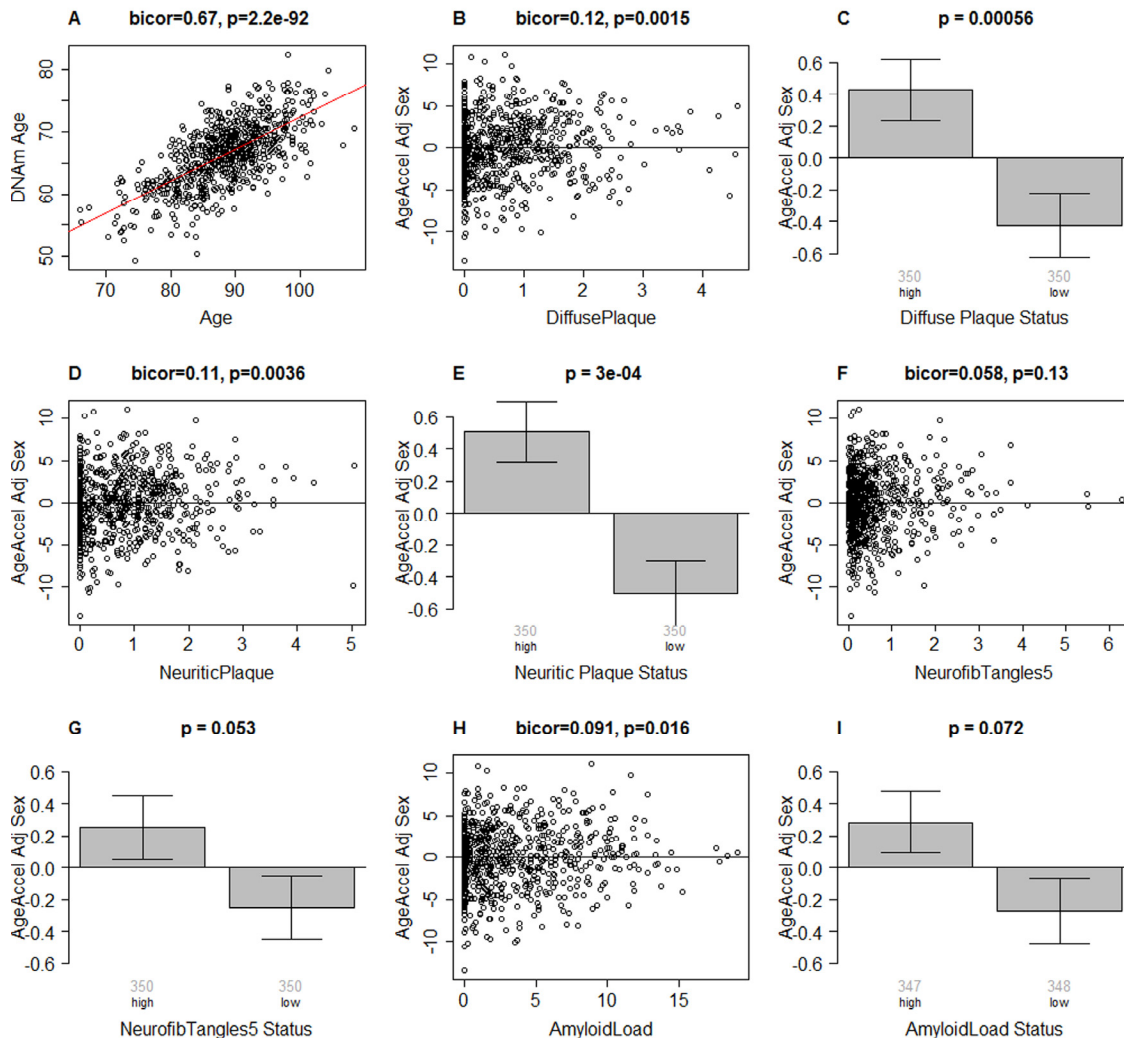 A bicor=0.67, p=2.2e-92
DNAm Age
80
70
60
50
70 80 90 100
Age
B bicor=0.12, p=0.0015
AgeAccel Adj Sex
10
5
0
-5
-10
0 1 2 3 4
DiffusePlaque
C p = 0.00056
AgeAccel Adj Sex
0.6
0.4
0.2
0.0
-0.2
-0.4
-0.6
350 350
high low
Diffuse Plaque Status
D bicor=0.11, p=0.0036
AgeAccel Adj Sex
10
5
0
-5
-10
0 1 2 3 4 5
NeuriticPlaque
E p = 3e-04
AgeAccel Adj Sex
0.6
0.4
0.2
0.0
-0.2
-0.4
-0.6
350 350
high low
Neuritic Plaque Status
F bicor=0.058, p=0.13
AgeAccel Adj Sex
10
5
0
-5
-10
0 1 2 3 4 5 6
NeurofibTangles5
G p = 0.053
AgeAccel Adj Sex
0.6
0.4
0.2
0.0
-0.2
-0.4
-0.6
350 350
high low
NeurofibTangles5 Status
H bicor=0.091, p=0.016
AgeAccel Adj Sex
10
5
0
-5
-10
0 5 10 15
AmyloidLoad
I p = 0.072
AgeAccel Adj Sex
0.6
0.4
0.2
0.0
-0.2
-0.4
-0.6
347 348
high low
AmyloidLoad Status